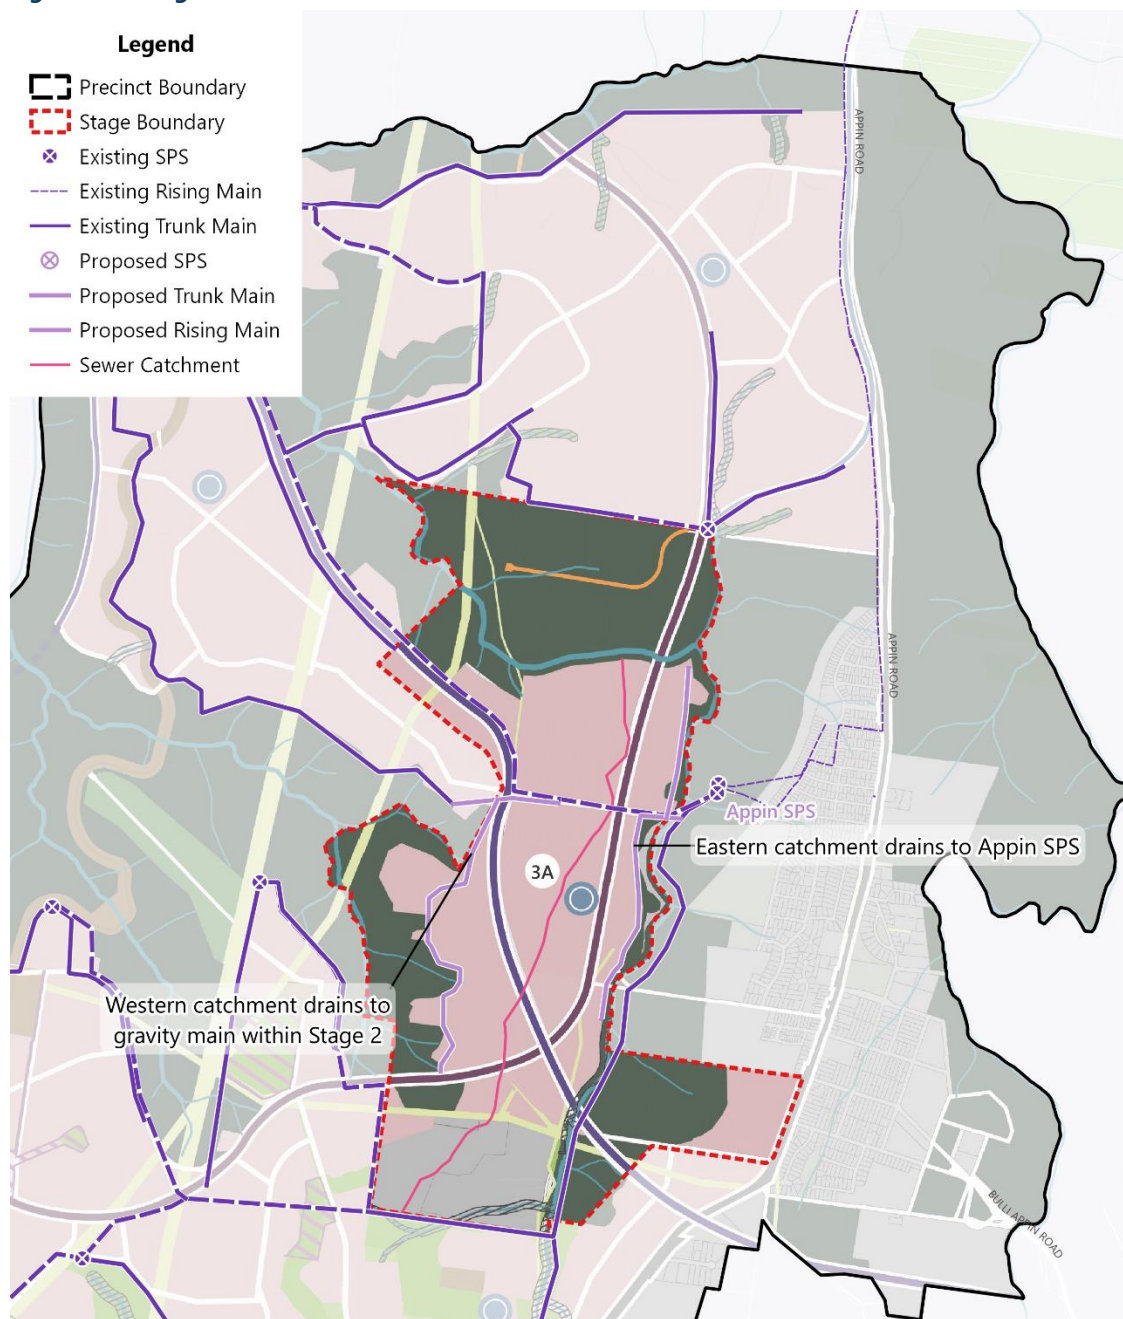 Legend
Precinct Boundary
Stage Boundary
Existing SPS
Existing Rising Main
Existing Trunk Main
Proposed SPS
Proposed Trunk Main
Proposed Rising Main
Sewer Catchment
APPIN ROAD
APPIN ROAD
Appin SPS
Eastern catchment drains to Appin SPS
3A
Western catchment drains to
gravity main within Stage 2
BULLI APPIN ROAD